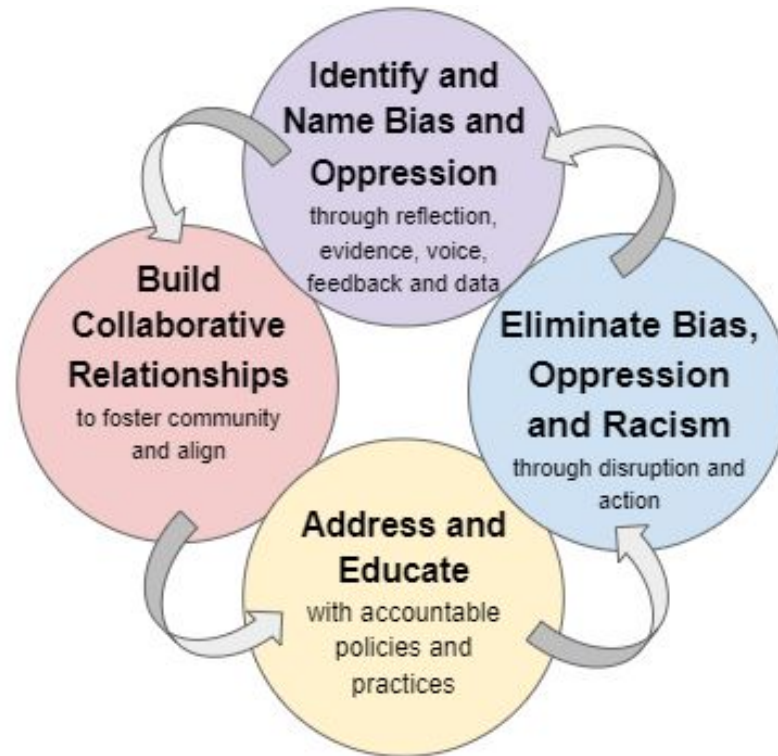 Identify and
Name Bias and
Oppression
through reflection,
evidence, voice,
feedback and data
Build
Collaborative
Relationships
to foster community
and align
Address and
Educate
with accountable
policies and
practices
Eliminate Bias,
Oppression
and Racism
through disruption and
action